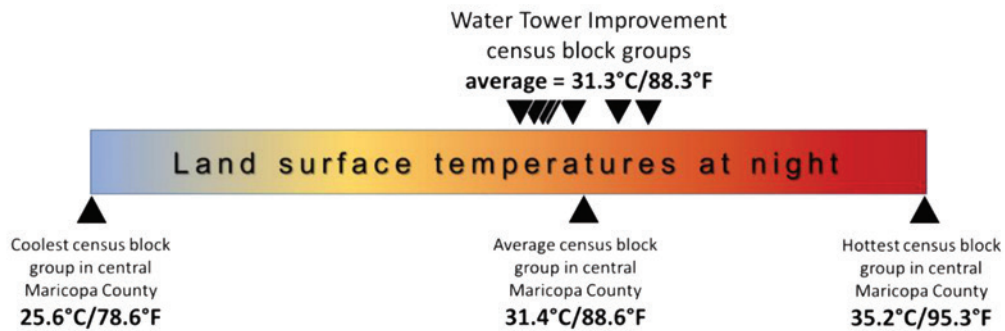 Water Tower Improvement
census block groups
average = 31.3°C/88.3°F
Land surface temperatures at night
Coolest census block
group in central
Maricopa County
25.6°C/78.6°F
Average census block
group in central
Maricopa County
31.4°C/88.6°F
Hottest census block
group in central
Maricopa County
35.2°C/95.3°F